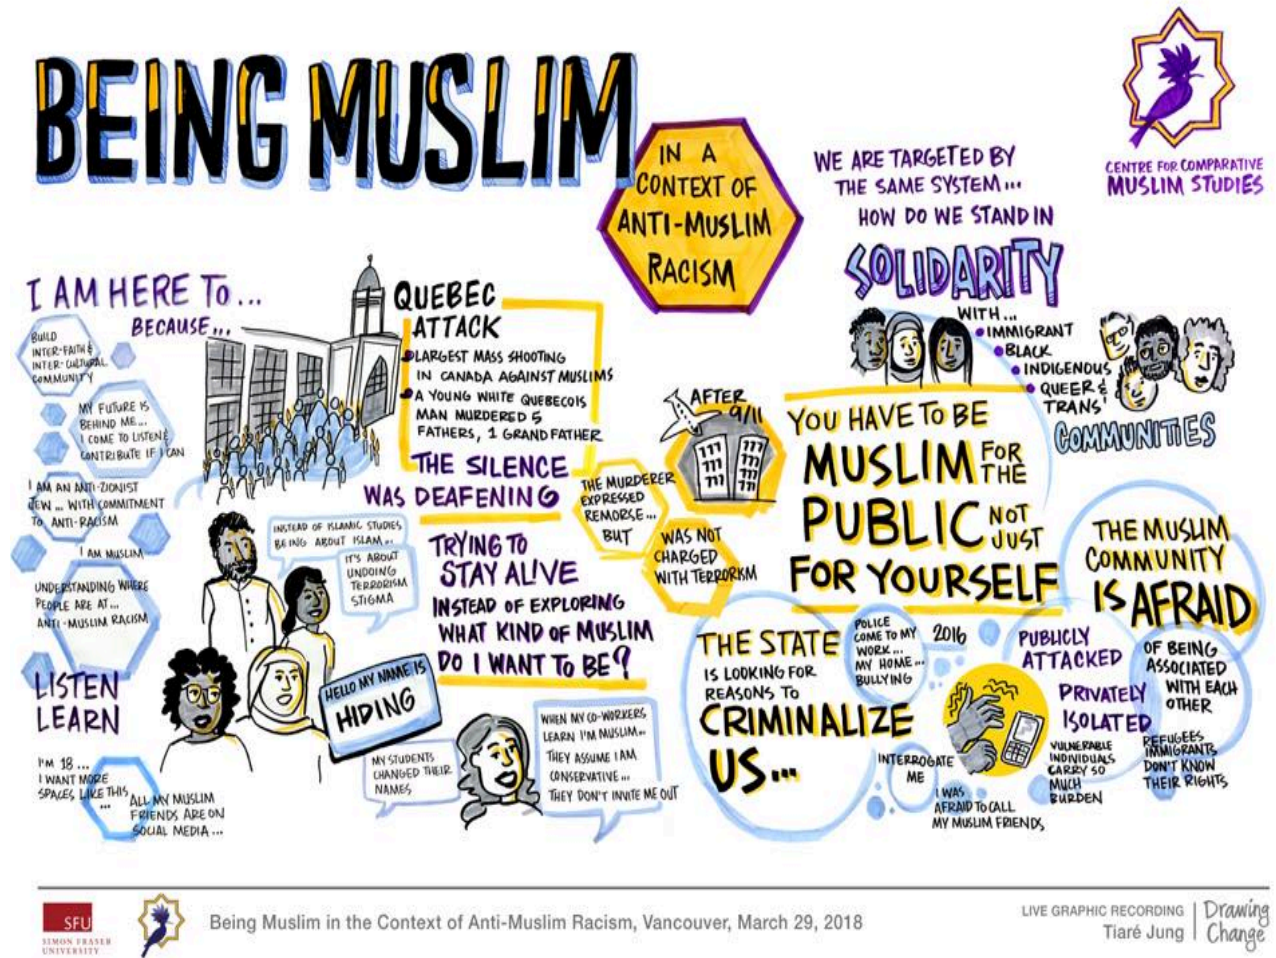 BEING MUSLIM
IN A
CONTEXT OF
ANTI-MUSLIM
RACISM
CENTRE FOR COMPARATIVE
MUSLIM STUDIES
I AM HERE TO...
BECAUSE...
BUILD
INTER-FAITH &
INTER-CULTURAL
COMMUNITY
MY FUTURE IS
BEHIND ME...
I COME TO LISTEN &
CONTRIBUTE IF I CAN
I AM AN ANTI-ZIONIST
JEW... WITH COMMITMENT
TO ANTI-RACISM
I AM MUSLIM
UNDERSTANDING WHERE
PEOPLE ARE AT...
ANTI-MUSLIM RACISM
LISTEN
LEARN
I'M 18...
I WANT MORE
SPACES LIKE THIS
...
ALL MY MUSLIM
FRIENDS ARE ON
SOCIAL MEDIA...
QUEBEC
ATTACK
• LARGEST MASS SHOOTING
IN CANADA AGAINST MUSLIMS
• A YOUNG WHITE QUEBECOIS
MAN MURDERED 5
FATHERS, 1 GRANDFATHER
THE SILENCE
WAS DEAFENING
THE MURDERER
EXPRESSED
REMORSE...
BUT
WAS NOT
CHARGED
WITH TERRORISM
AFTER
9/11
INSTEAD OF ISLAMIC STUDIES
BEING ABOUT ISLAM...
IT'S ABOUT
UNDOING
TERRORISM
STIGMA
TRYING TO
STAY ALIVE
INSTEAD OF EXPLORING
WHAT KIND OF MUSLIM
DO I WANT TO BE?
HELLO MY NAME IS
HIDING
MY STUDENTS
CHANGED THEIR
NAMES
WHEN MY CO-WORKERS
LEARN I'M MUSLIM...
THEY ASSUME I AM
CONSERVATIVE...
THEY DON'T INVITE ME OUT
WE ARE TARGETED BY
THE SAME SYSTEM...
HOW DO WE STAND IN
SOLIDARITY
WITH...
• IMMIGRANT
• BLACK
• INDIGENOUS
• QUEER &
TRANS'
COMMUNITIES
YOU HAVE TO BE
MUSLIM FOR THE
PUBLIC NOT JUST
FOR YOURSELF
THE STATE
IS LOOKING FOR
REASONS TO
CRIMINALIZE
US...
POLICE
COME TO MY
WORK...
MY HOME...
BULLYING
2016
INTERROGATE
ME
I WAS
AFRAID TO CALL
MY MUSLIM FRIENDS
PUBLICLY
ATTACKED
PRIVATELY
ISOLATED
VULNERABLE
INDIVIDUALS
CARRY SO
MUCH
BURDEN
THE MUSLIM
COMMUNITY
IS AFRAID
OF BEING
ASSOCIATED
WITH EACH
OTHER
REFUGEES
IMMIGRANTS
DON'T KNOW
THEIR RIGHTS
SFU
SIMON FRASER
UNIVERSITY
Being Muslim in the Context of Anti-Muslim Racism, Vancouver, March 29, 2018
LIVE GRAPHIC RECORDING
Tiaré Jung
Drawing
Change